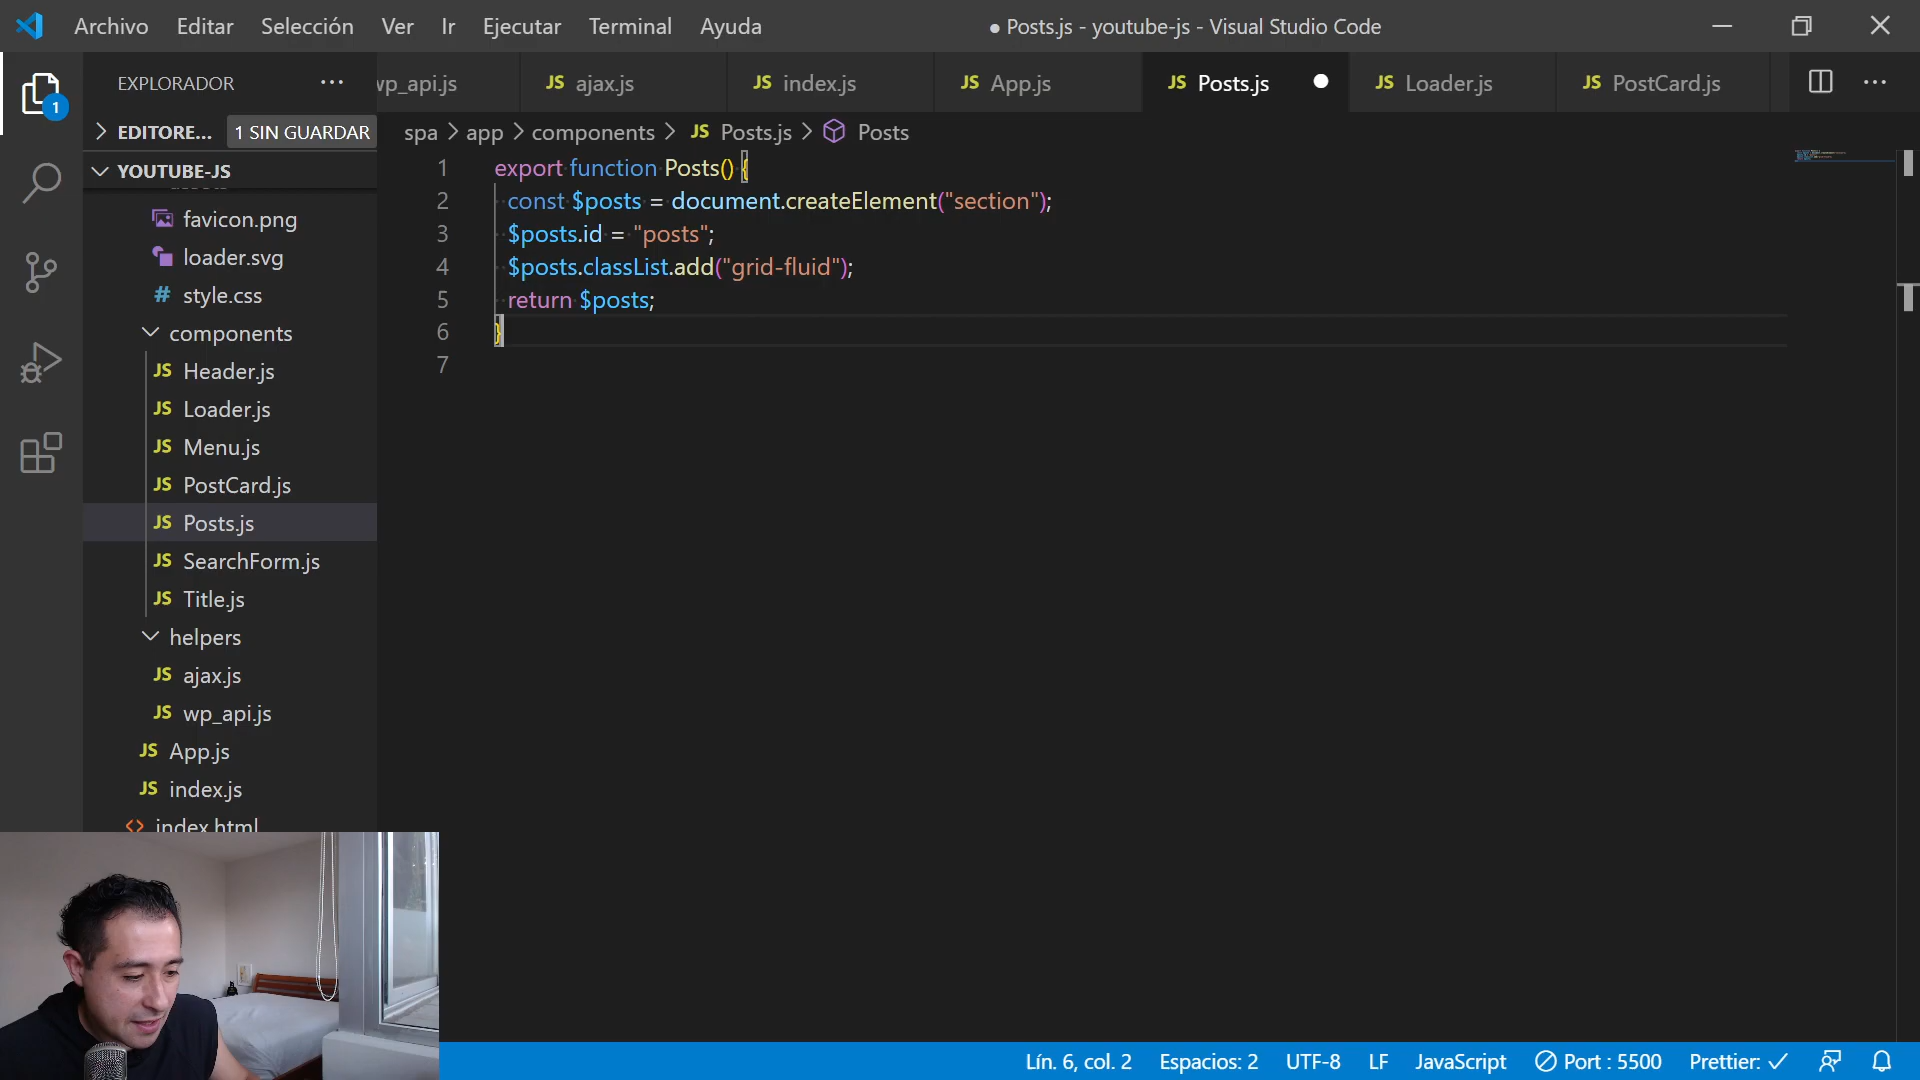 Archivo Editar Selección Ver Ir Ejecutar Terminal Ayuda
● Posts.js - youtube-js - Visual Studio Code
EXPLORADOR
wp_api.js
JS ajax.js
JS index.js
JS App.js
JS Posts.js
JS Loader.js
JS PostCard.js
1
EDITORE... 1 SIN GUARDAR
spa > app > components > JS Posts.js > Posts
YOUTUBE-JS
favicon.png
loader.svg
# style.css
components
JS Header.js
JS Loader.js
JS Menu.js
JS PostCard.js
JS Posts.js
JS SearchForm.js
JS Title.js
helpers
JS ajax.js
JS wp_api.js
JS App.js
JS index.js
<> index.html
1 export function Posts() {
2 const $posts = document.createElement("section");
3 $posts.id = "posts";
4 $posts.classList.add("grid-fluid");
5 return $posts;
6 }
7
Lín. 6, col. 2 Espacios: 2 UTF-8 LF JavaScript Port : 5500 Prettier: ✓